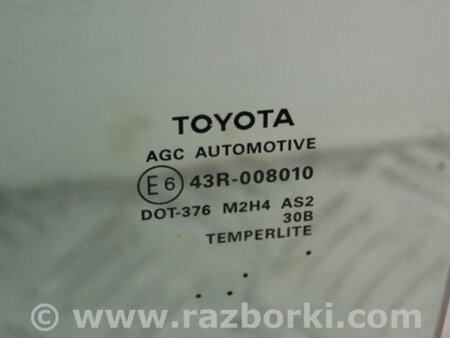 TOYOTA
AGC AUTOMOTIVE
E6 43R-008010
DOT-376 M2H4 AS2
30B
TEMPERLITE
© www.razborki.com